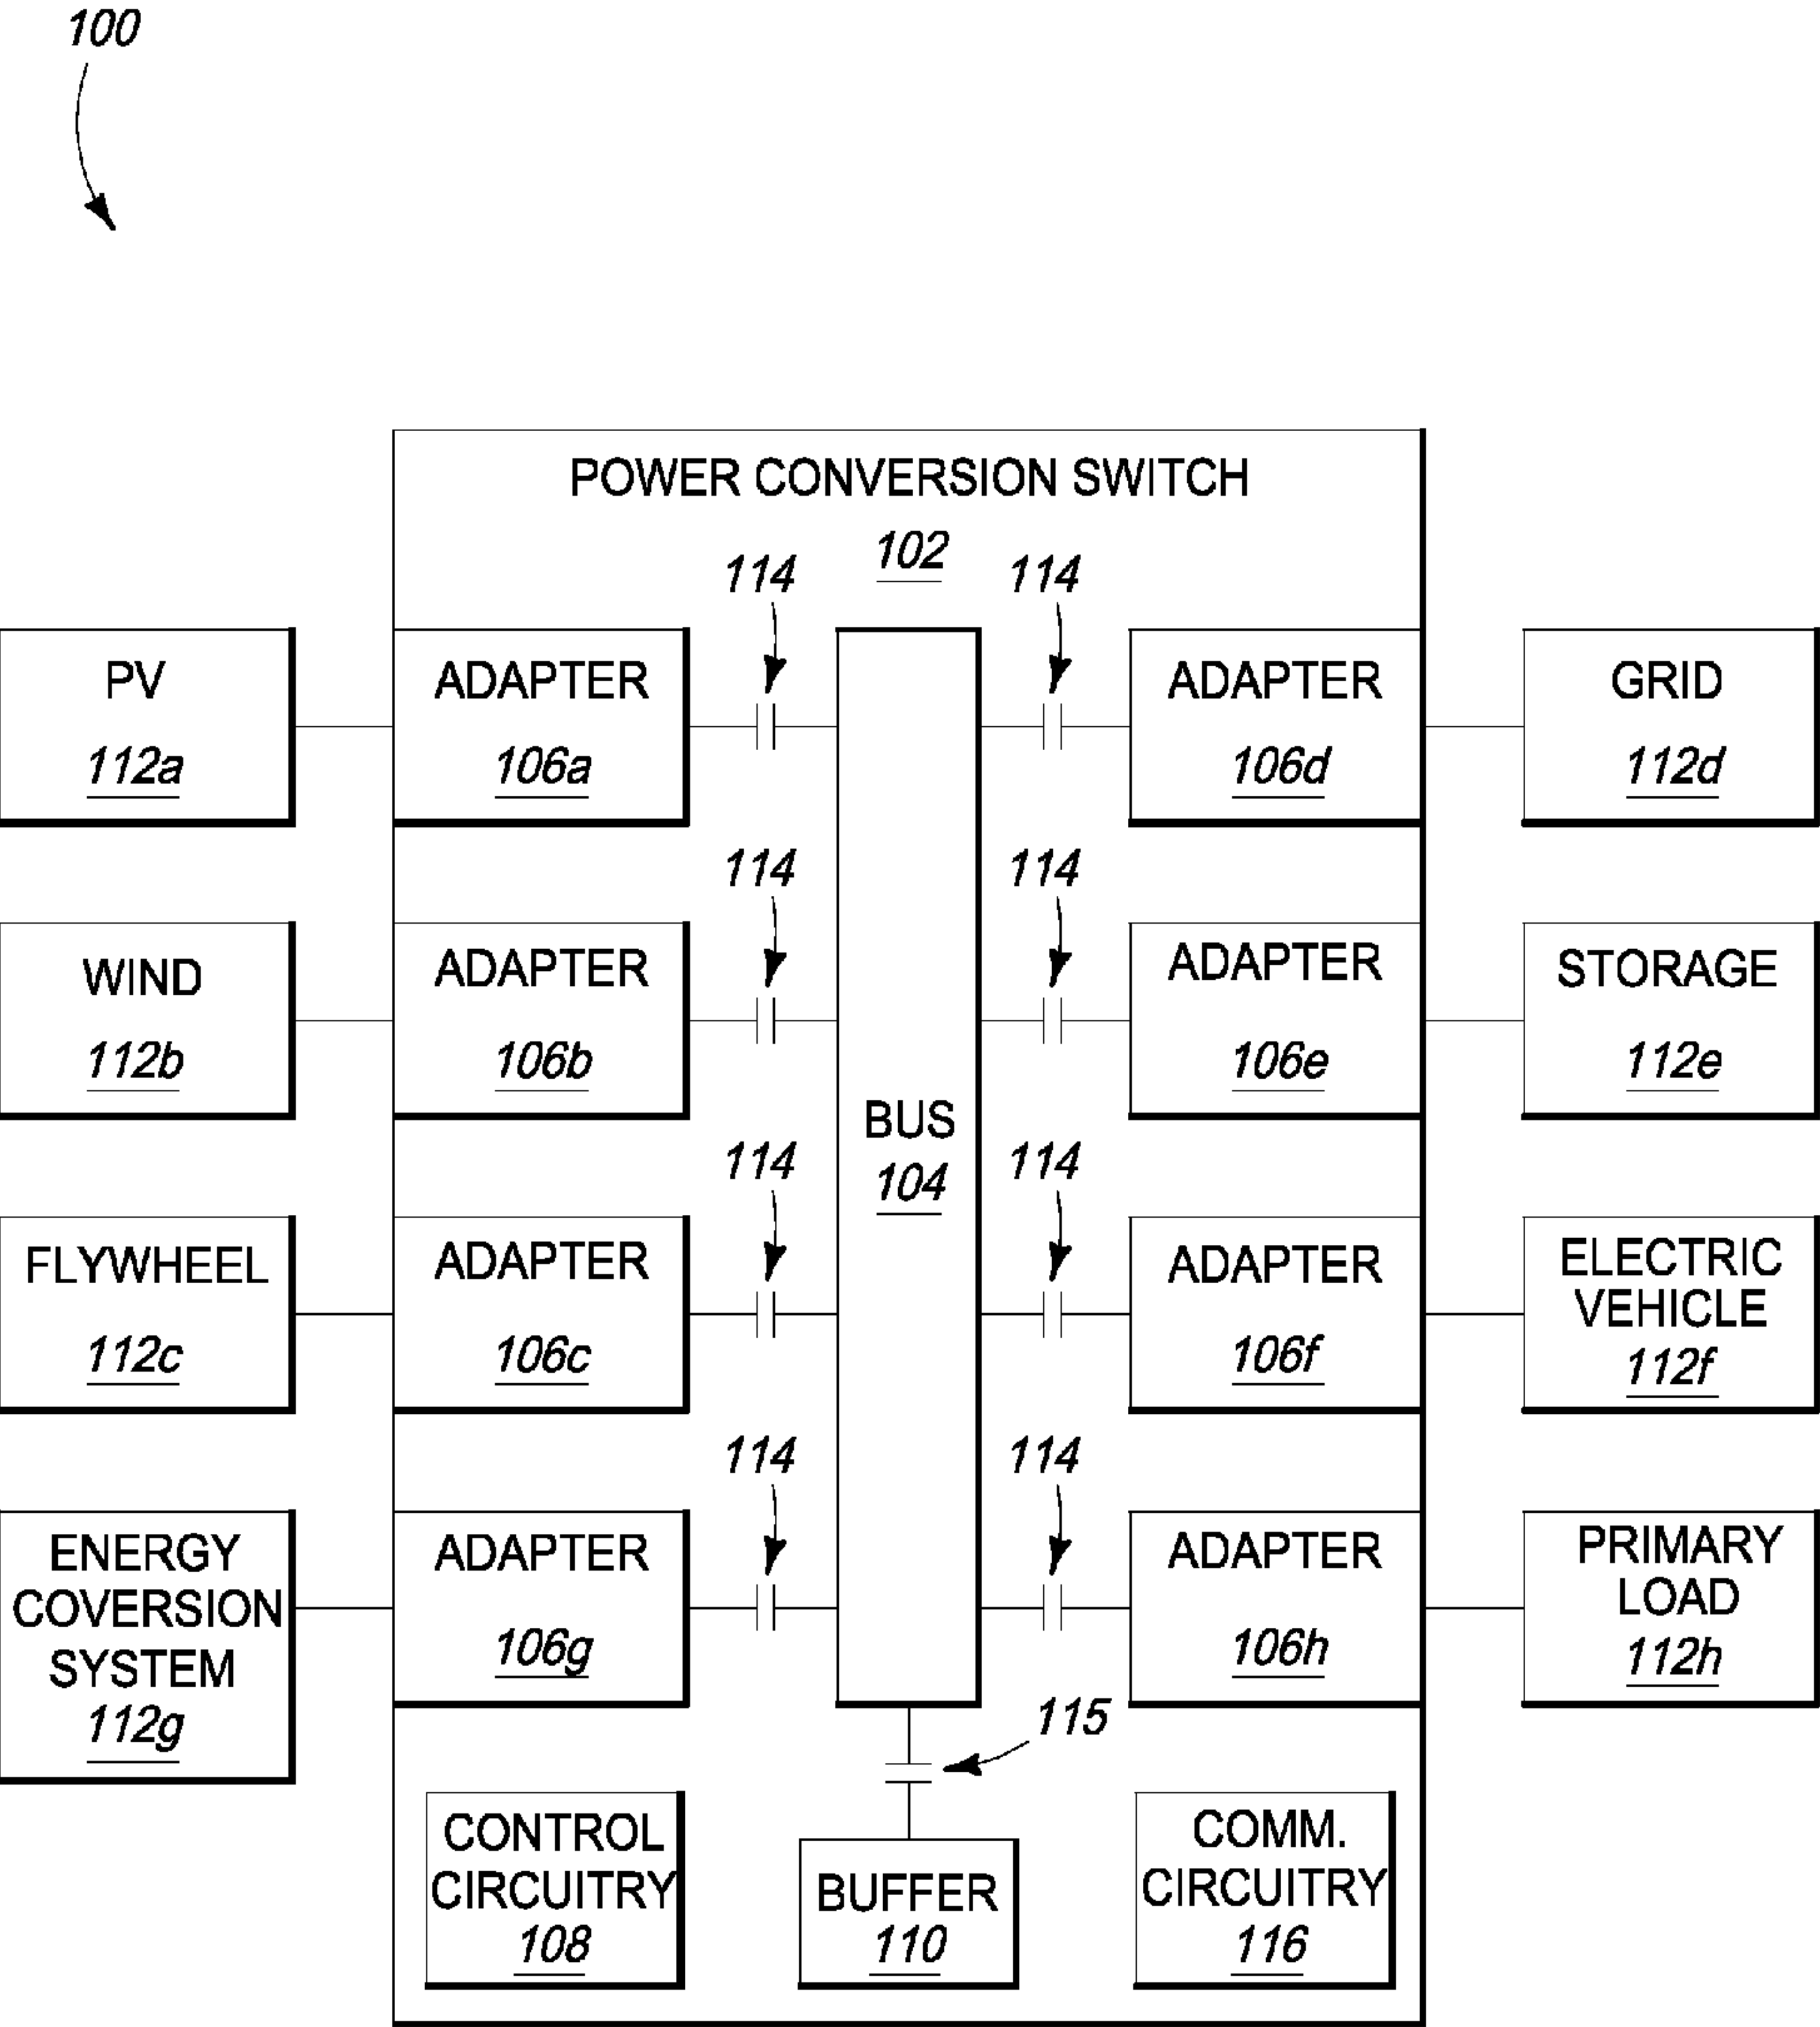 100
POWER CONVERSION SWITCH
102
114
114
PV
112a
ADAPTER
106a
ADAPTER
106d
GRID
112d
114
114
WIND
112b
ADAPTER
106b
ADAPTER
106e
STORAGE
112e
BUS
104
114
114
FLYWHEEL
112c
ADAPTER
106c
ADAPTER
106f
ELECTRIC
VEHICLE
112f
114
114
ENERGY
COVERSION
SYSTEM
112g
ADAPTER
106g
ADAPTER
106h
PRIMARY
LOAD
112h
115
CONTROL
CIRCUITRY
108
BUFFER
110
COMM.
CIRCUITRY
116